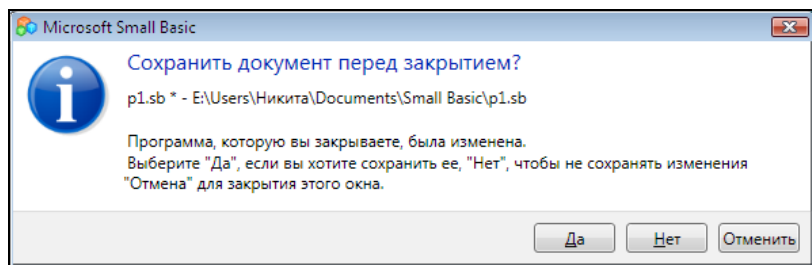 Microsoft Small Basic
Сохранить документ перед закрытием?
p1.sb * - E:\Users\Никита\Documents\Small Basic\p1.sb
Программа, которую вы закрываете, была изменена.
Выберите "Да", если вы хотите сохранить ее, "Нет", чтобы не сохранять изменения
"Отмена" для закрытия этого окна.
Да Нет Отменить